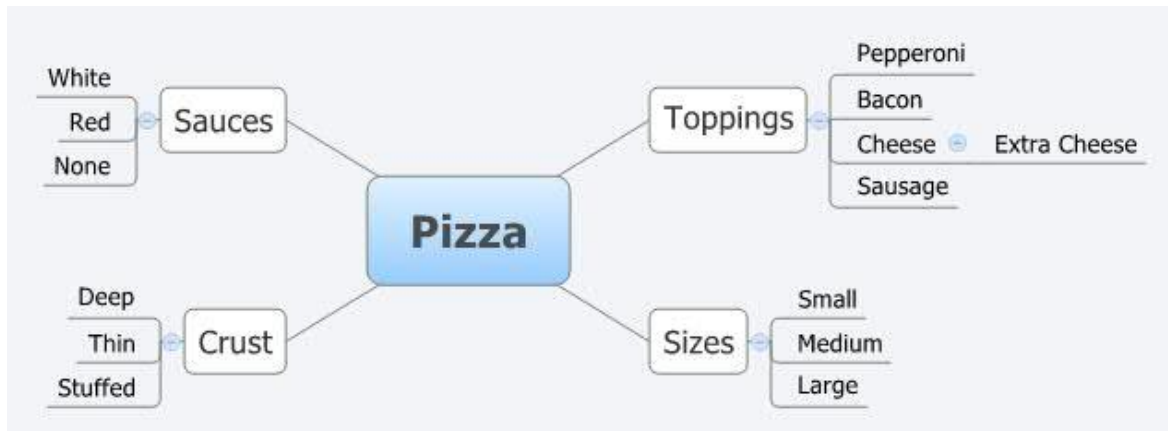 Pizza
Sauces
White
Red
None
Toppings
Pepperoni
Bacon
Cheese
Extra Cheese
Sausage
Crust
Deep
Thin
Stuffed
Sizes
Small
Medium
Large